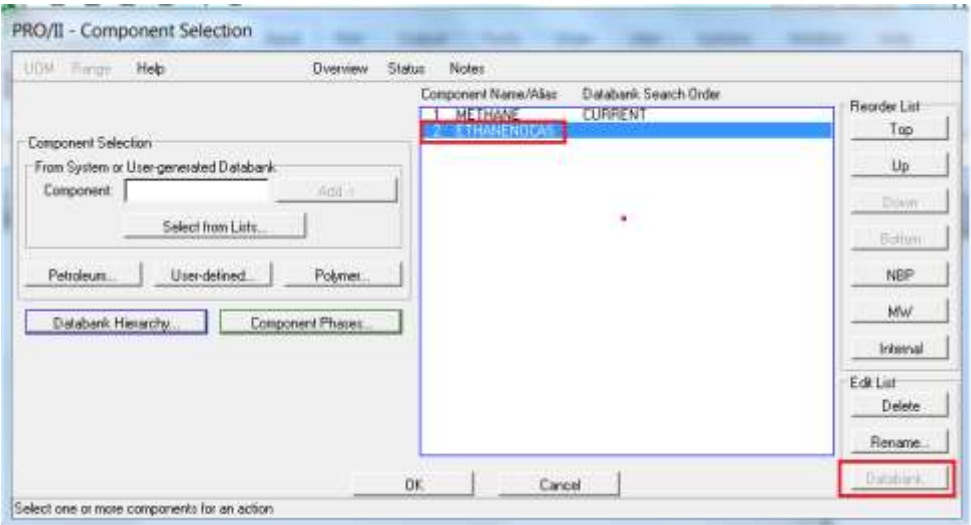 PRO/II - Component Selection
UOM Range Help Overview Status Notes
Component Name/Alias Databank Search Order
1 METHANE CURRENT
2 ETHANENOCAS
Component Selection
From System or User-generated Databank
Component:
Add ->
Select from Lists...
Petroleum... User-defined... Polymer...
Databank Hierarchy... Component Phases...
Reorder List
Top
Up
Down
Bottom
NBP
MW
Internal
Edit List
Delete
Rename...
Databank...
OK Cancel
Select one or more components for an action